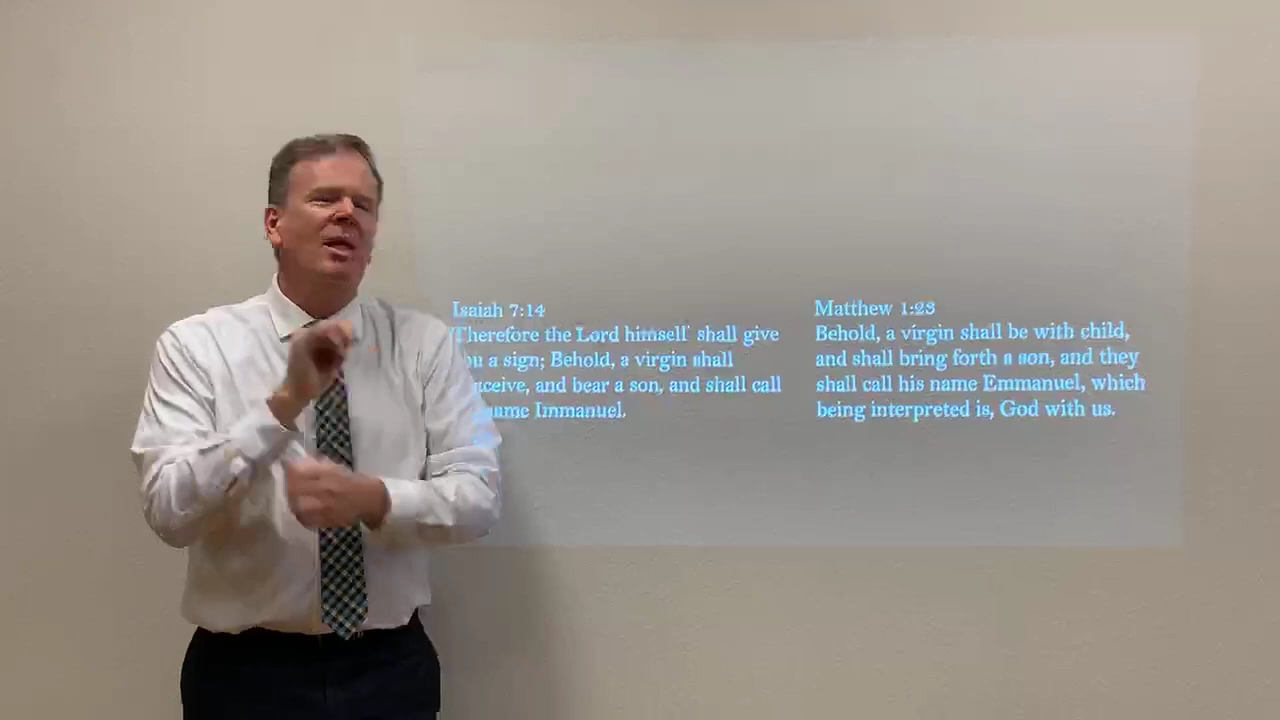 Isaiah 7:14
Therefore the Lord himself shall give
a sign; Behold, a virgin shall
and bear a son, and shall call
Immanuel.
Matthew 1:23
Behold, a virgin shall be with child,
and shall bring forth a son, and they
shall call his name Emmanuel, which
being interpreted is, God with us.